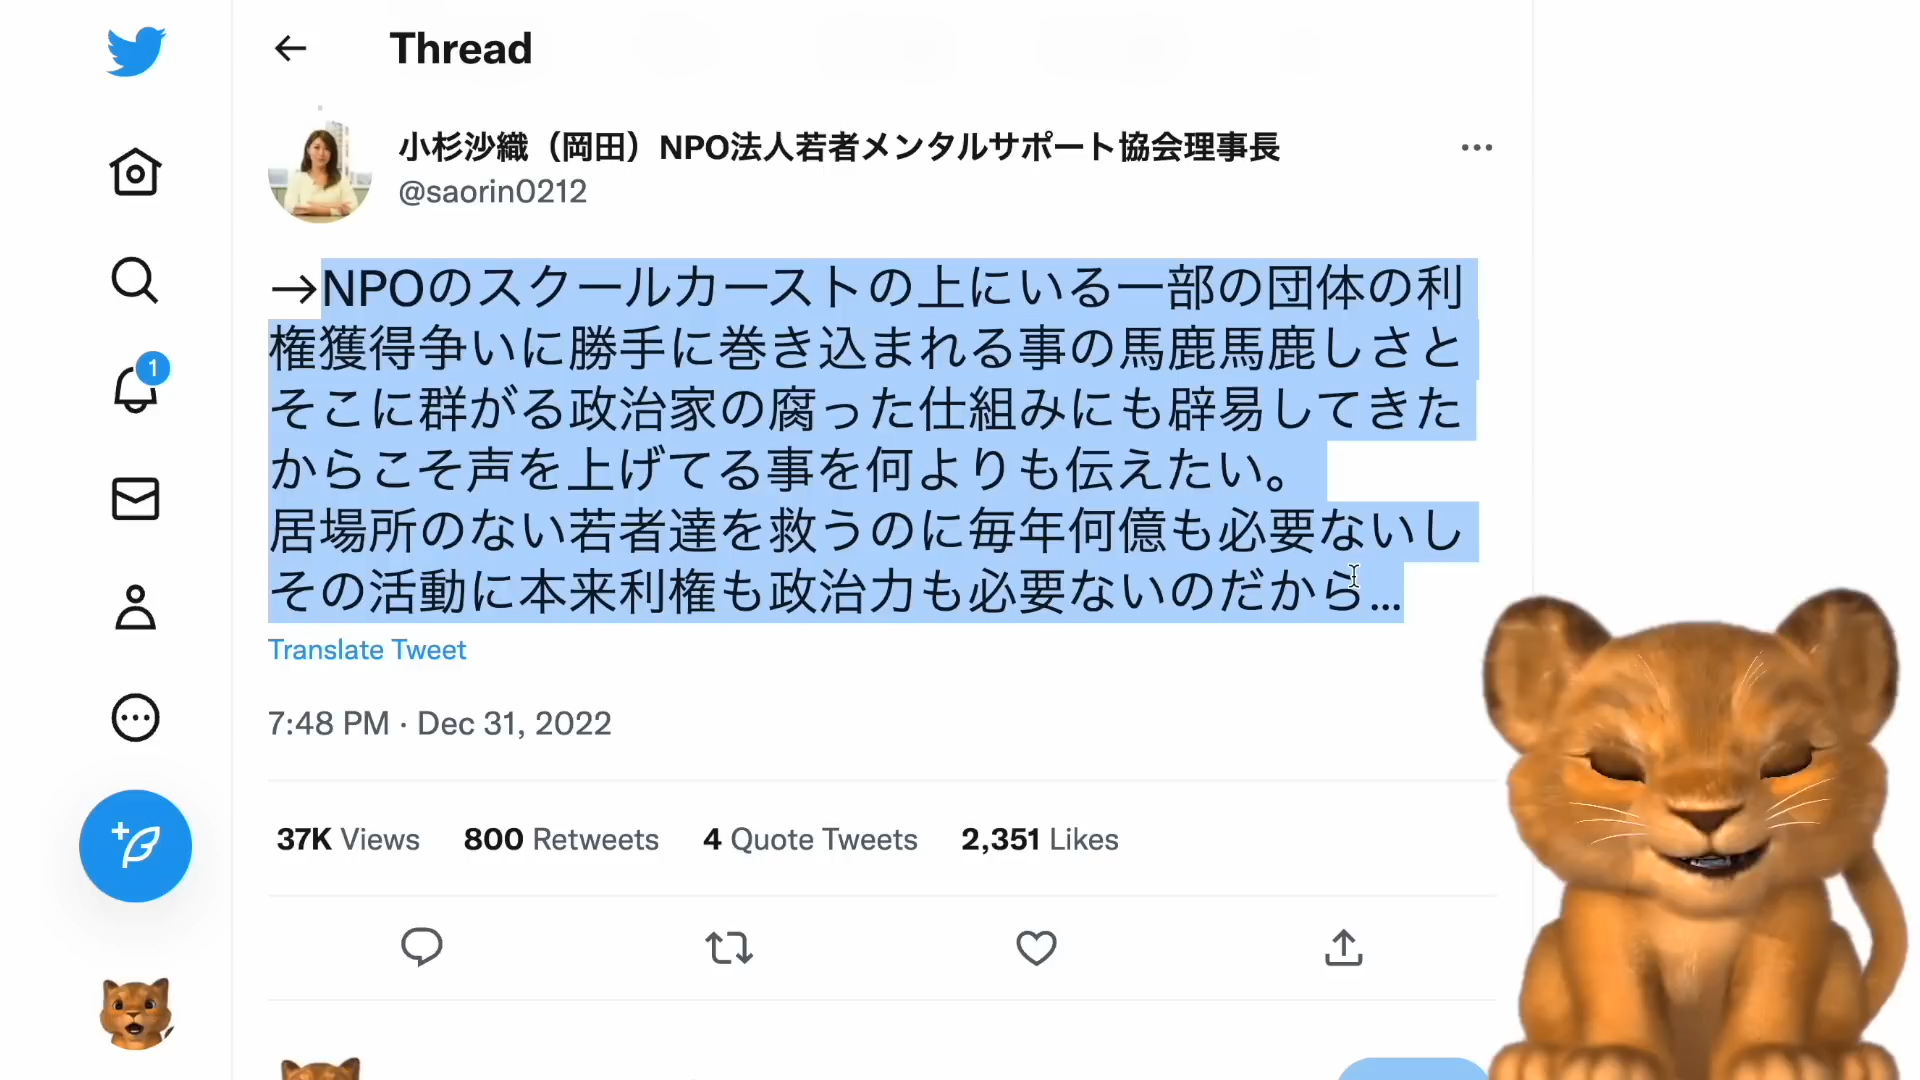 Thread
小杉沙織（岡田）NPO法人若者メンタルサポート協会理事長
@saorin0212
→NPOのスクールカーストの上にいる一部の団体の利
権獲得争いに勝手に巻き込まれる事の馬鹿馬鹿しさと
そこに群がる政治家の腐った仕組みにも辟易してきた
からこそ声を上げてる事を何よりも伝えたい。
居場所のない若者達を救うのに毎年何億も必要ないし
その活動に本来利権も政治力も必要ないのだから...
Translate Tweet
7:48 PM · Dec 31, 2022
37K Views 800 Retweets 4 Quote Tweets 2,351 Likes
1